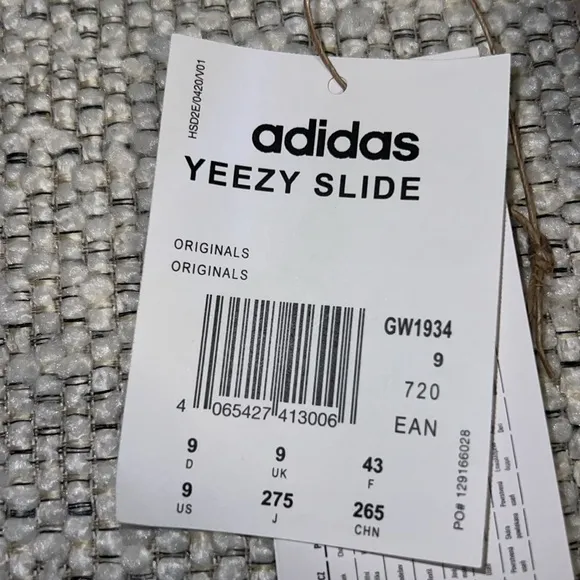 HSD2E/0420/V01
adidas
YEEZY SLIDE
ORIGINALS
ORIGINALS
GW1934
9
720
EAN
4 065427 413006
9 9 43
D UK F
9 275 265
US J CHN
PO# 129166028